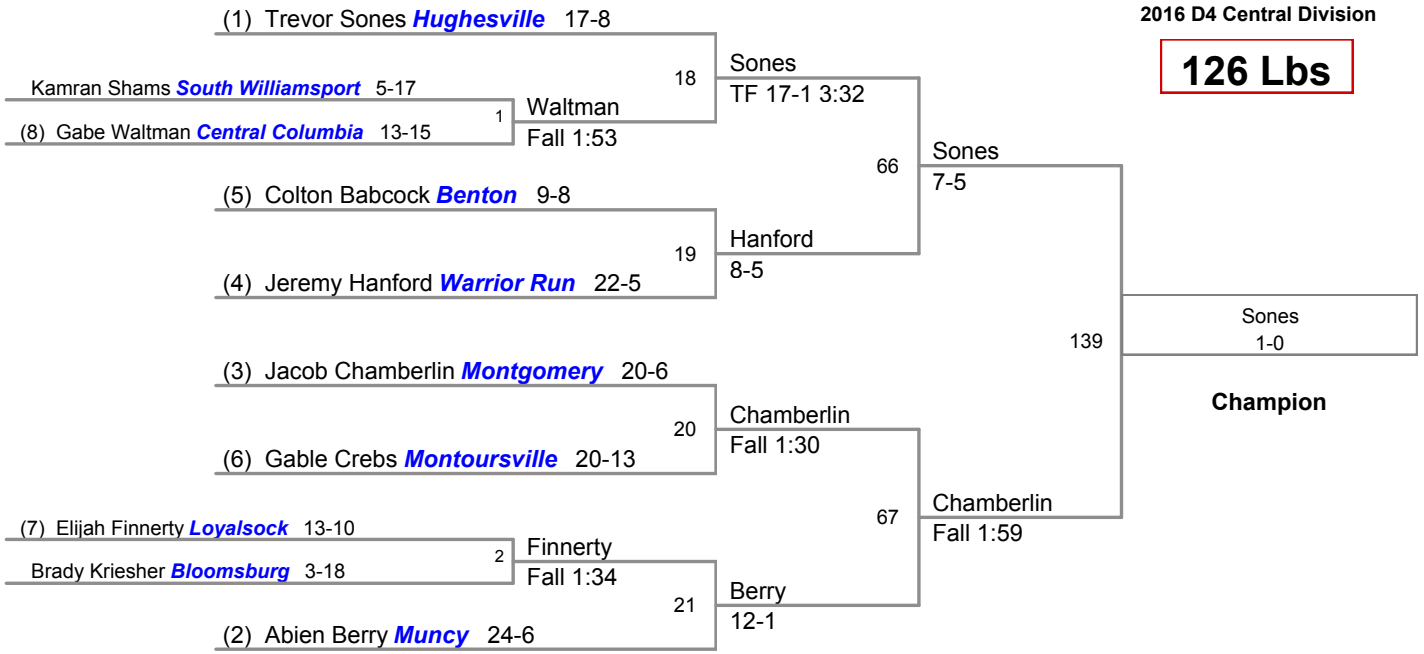 2016 D4 Central Division
126 Lbs
(1) Trevor Sones Hughesville 17-8
Kamran Shams South Williamsport 5-17
1
(8) Gabe Waltman Central Columbia 13-15
Waltman
Fall 1:53
18
Sones
TF 17-1 3:32
(5) Colton Babcock Benton 9-8
19
(4) Jeremy Hanford Warrior Run 22-5
Hanford
8-5
66
Sones
7-5
(3) Jacob Chamberlin Montgomery 20-6
20
(6) Gable Crebs Montoursville 20-13
Chamberlin
Fall 1:30
(7) Elijah Finnerty Loyalsock 13-10
2
Brady Kriesher Bloomsburg 3-18
Finnerty
Fall 1:34
21
(2) Abien Berry Muncy 24-6
Berry
12-1
67
Chamberlin
Fall 1:59
139
Sones
1-0
Champion